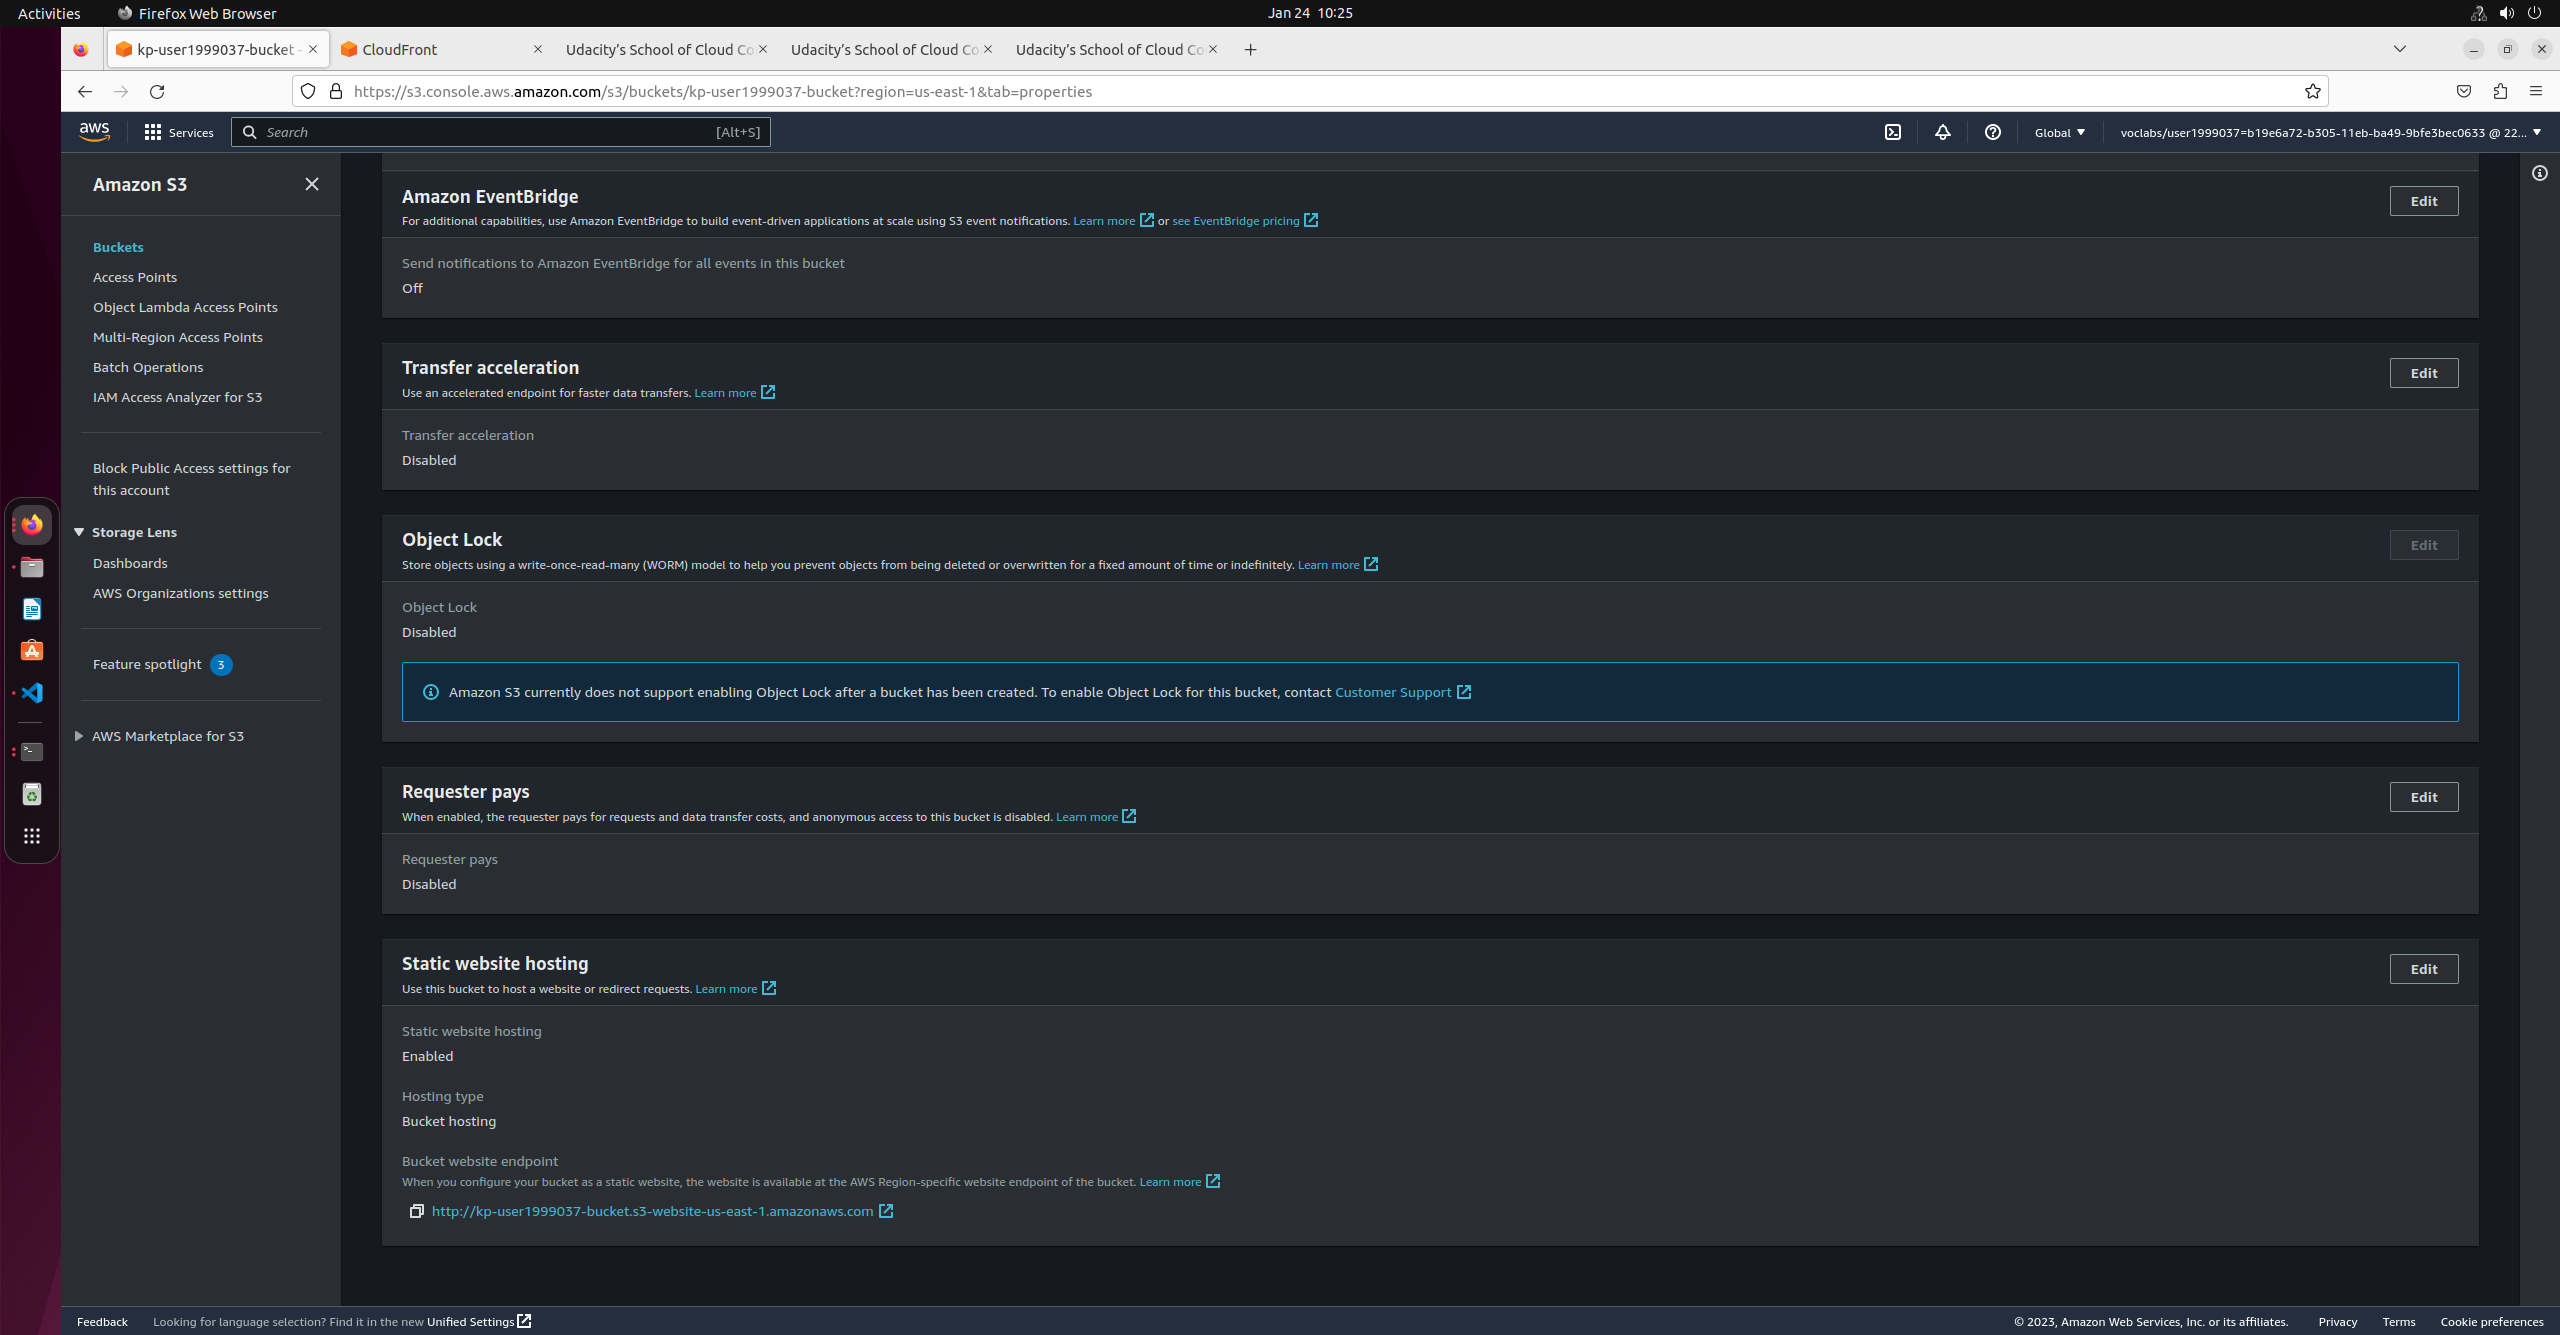 Activities
Firefox Web Browser
Jan 24 10:25
kp-user1999037-bucket -
CloudFront
Udacity’s School of Cloud Co
Udacity’s School of Cloud Co
Udacity’s School of Cloud Co
https://s3.console.aws.amazon.com/s3/buckets/kp-user1999037-bucket?region=us-east-1&tab=properties
aws
Services
Search
[Alt+S]
Global
voclabs/user1999037=b19e6a72-b305-11eb-ba49-9bfe3bec0633 @ 22...
Amazon S3
Buckets
Access Points
Object Lambda Access Points
Multi-Region Access Points
Batch Operations
IAM Access Analyzer for S3
Block Public Access settings for
this account
Storage Lens
Dashboards
AWS Organizations settings
Feature spotlight 3
AWS Marketplace for S3
Amazon EventBridge
Edit
For additional capabilities, use Amazon EventBridge to build event-driven applications at scale using S3 event notifications. Learn more or see EventBridge pricing
Send notifications to Amazon EventBridge for all events in this bucket
Off
Transfer acceleration
Edit
Use an accelerated endpoint for faster data transfers. Learn more
Transfer acceleration
Disabled
Object Lock
Edit
Store objects using a write-once-read-many (WORM) model to help you prevent objects from being deleted or overwritten for a fixed amount of time or indefinitely. Learn more
Object Lock
Disabled
Amazon S3 currently does not support enabling Object Lock after a bucket has been created. To enable Object Lock for this bucket, contact Customer Support
Requester pays
Edit
When enabled, the requester pays for requests and data transfer costs, and anonymous access to this bucket is disabled. Learn more
Requester pays
Disabled
Static website hosting
Edit
Use this bucket to host a website or redirect requests. Learn more
Static website hosting
Enabled
Hosting type
Bucket hosting
Bucket website endpoint
When you configure your bucket as a static website, the website is available at the AWS Region-specific website endpoint of the bucket. Learn more
http://kp-user1999037-bucket.s3-website-us-east-1.amazonaws.com
Feedback
Looking for language selection? Find it in the new Unified Settings
© 2023, Amazon Web Services, Inc. or its affiliates.
Privacy
Terms
Cookie preferences